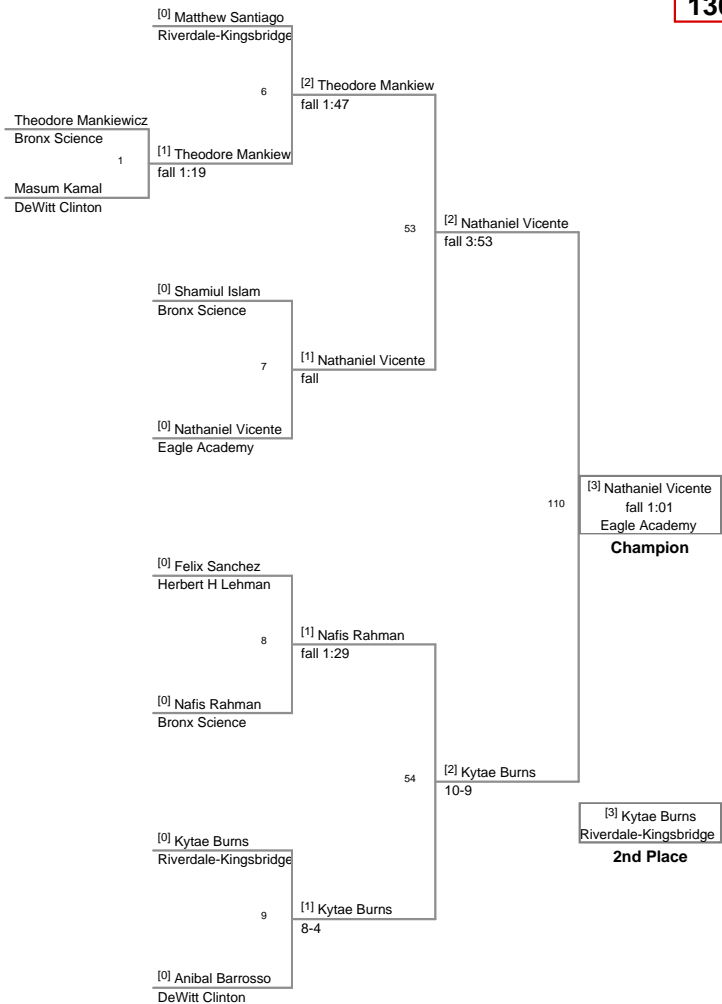 130
[0] Matthew Santiago
Riverdale-Kingsbridge
6
[2] Theodore Mankiew
fall 1:47
Theodore Mankiewicz
Bronx Science
1
[1] Theodore Mankiew
fall 1:19
Masum Kamal
DeWitt Clinton
53
[2] Nathaniel Vicente
fall 3:53
[0] Shamiul Islam
Bronx Science
7
[1] Nathaniel Vicente
fall
[0] Nathaniel Vicente
Eagle Academy
110
[3] Nathaniel Vicente
fall 1:01
Eagle Academy
Champion
[0] Felix Sanchez
Herbert H Lehman
8
[1] Nafis Rahman
fall 1:29
[0] Nafis Rahman
Bronx Science
54
[2] Kytae Burns
10-9
[3] Kytae Burns
Riverdale-Kingsbridge
2nd Place
[0] Kytae Burns
Riverdale-Kingsbridge
9
[1] Kytae Burns
8-4
[0] Anibal Barrosso
DeWitt Clinton